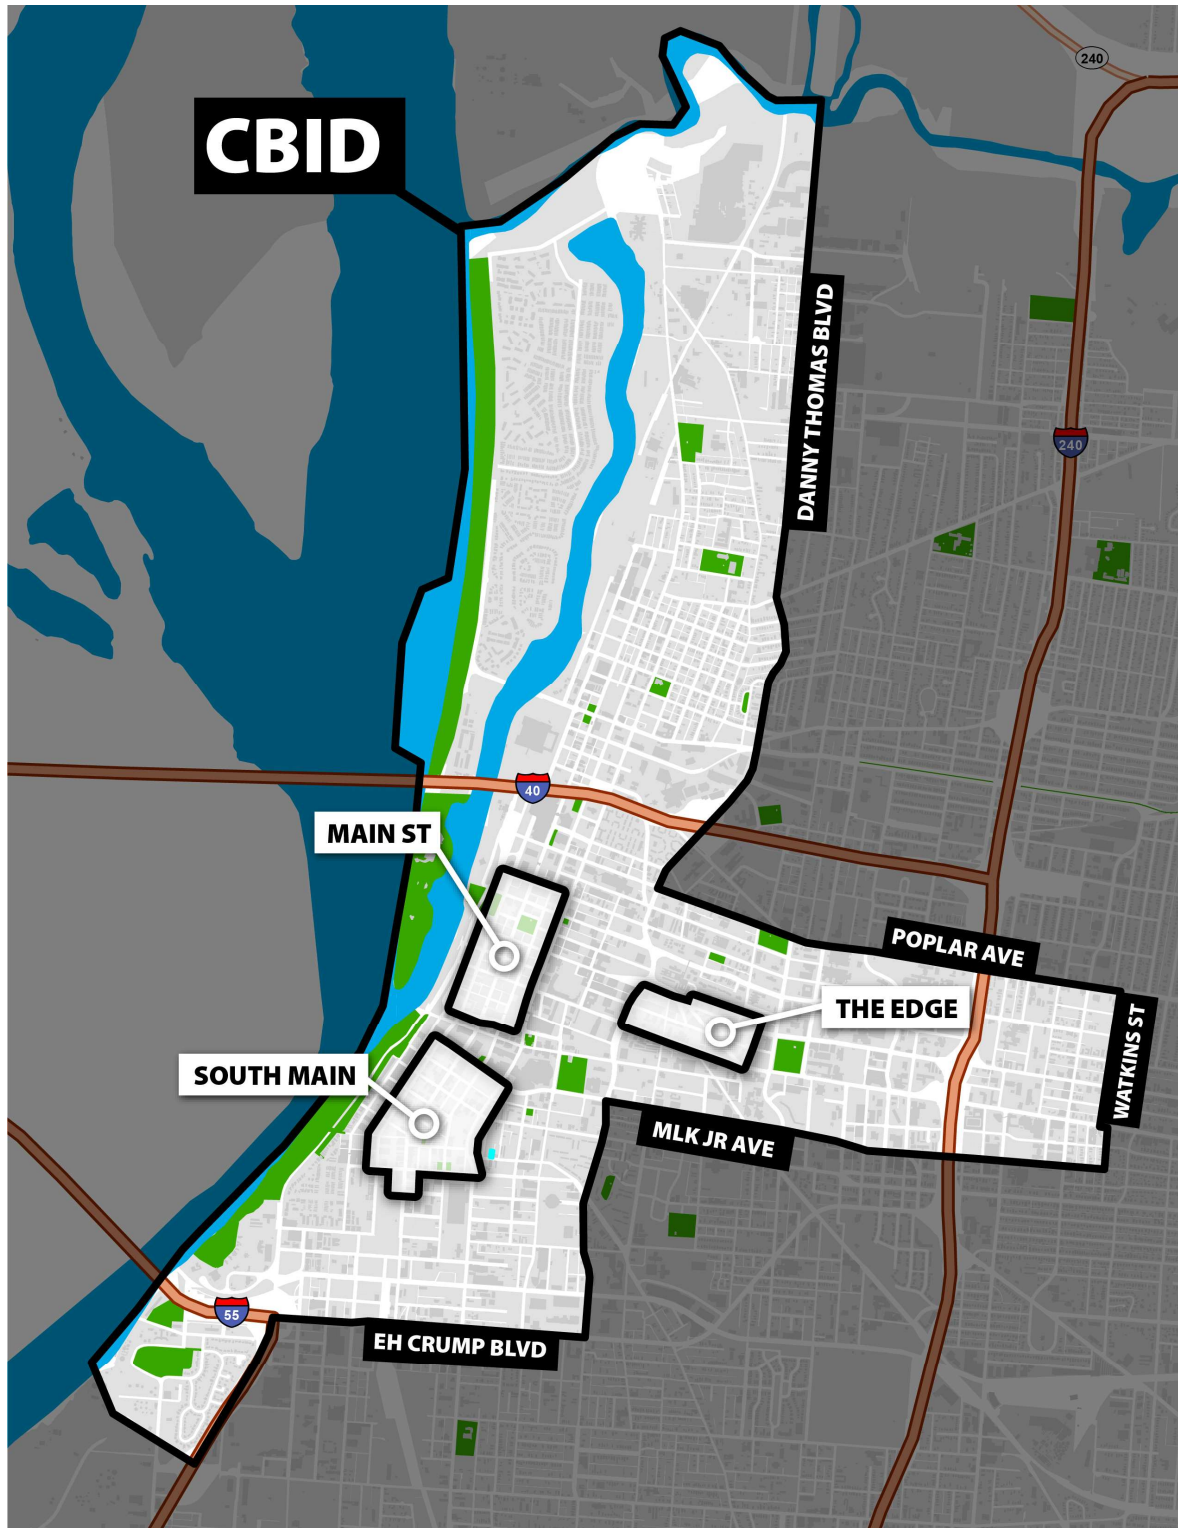 240
CBID
DANNY THOMAS BLVD
240
40
MAIN ST
POPLAR AVE
THE EDGE
WATKINS ST
SOUTH MAIN
MLK JR AVE
55
EH CRUMP BLVD